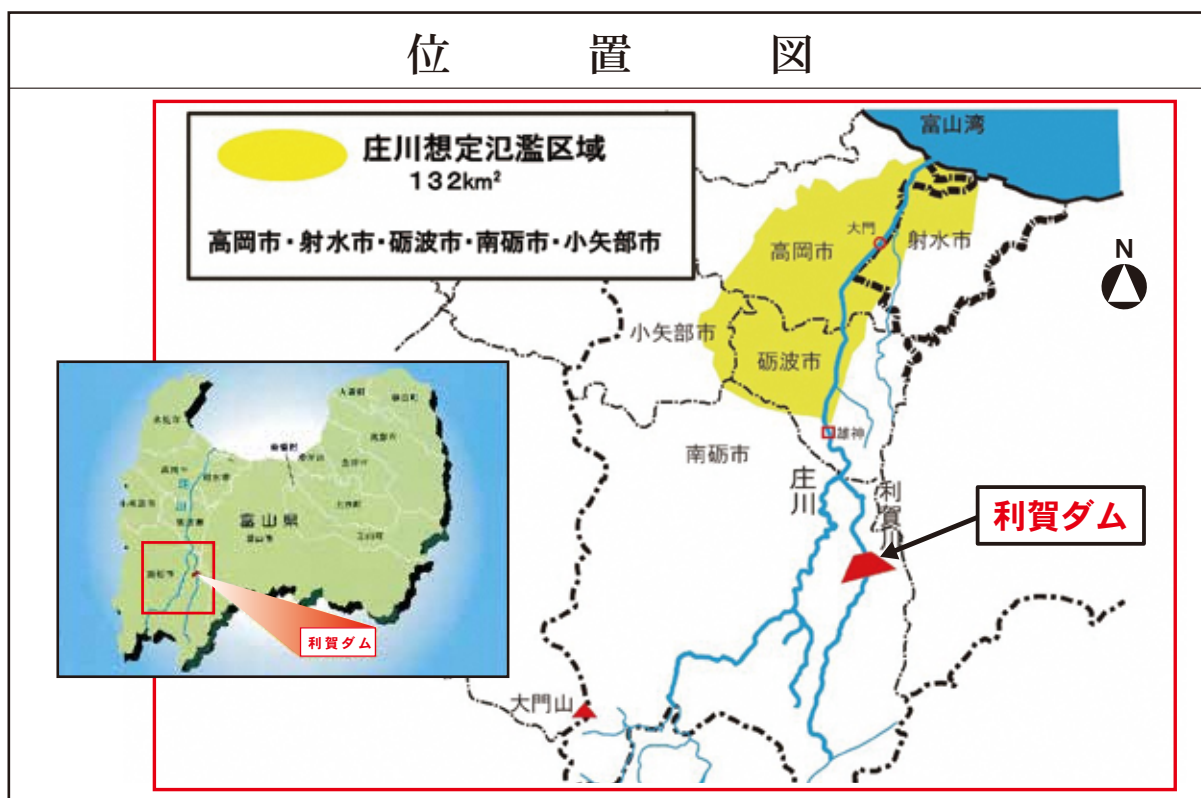 位置図
庄川想定氾濫区域
132km²
高岡市・射水市・砺波市・南砺市・小矢部市
富山湾
大門
高岡市
射水市
N
小矢部市
砺波市
雄神
南砺市
庄川
利賀川
利賀ダム
大門山
富山県
利賀ダム